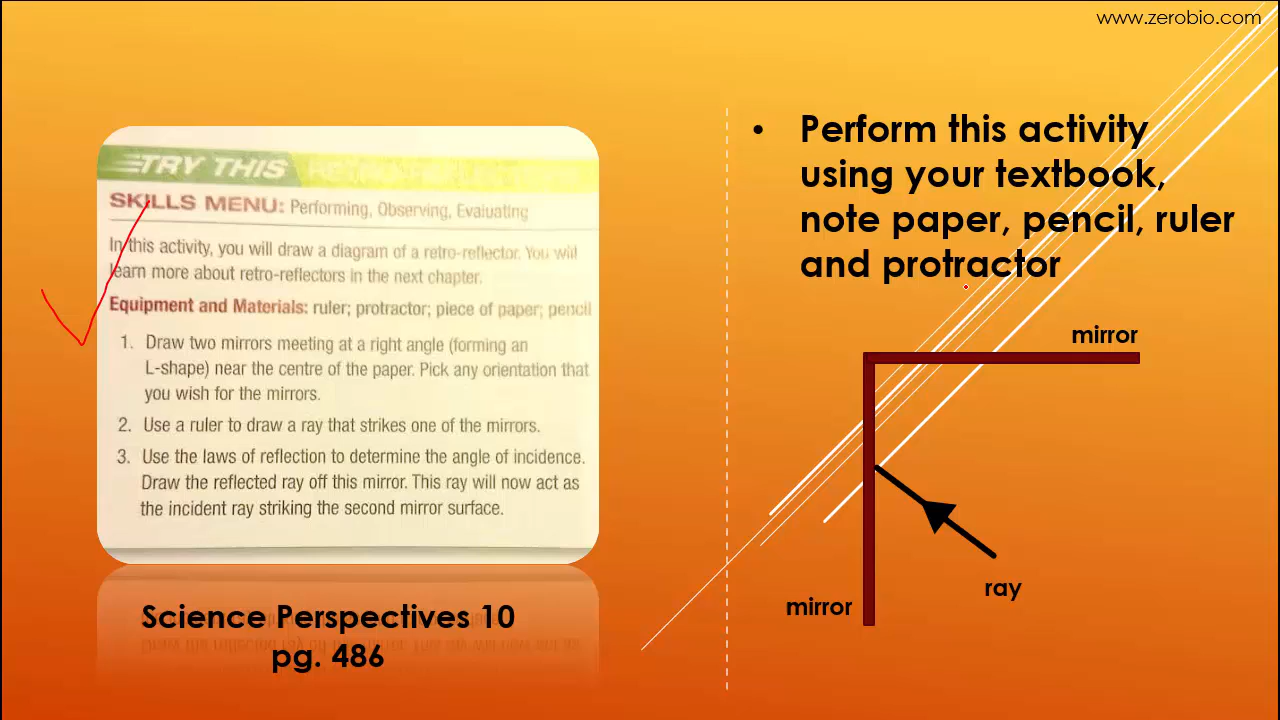 www.zerobio.com
TRY THIS
SKILLS MENU: Performing, Observing, Evaluating
In this activity, you will draw a diagram of a retro-reflector. You will
learn more about retro-reflectors in the next chapter.
Equipment and Materials: ruler; protractor; piece of paper; pencil
1. Draw two mirrors meeting at a right angle (forming an
L-shape) near the centre of the paper. Pick any orientation that
you wish for the mirrors.
2. Use a ruler to draw a ray that strikes one of the mirrors.
3. Use the laws of reflection to determine the angle of incidence.
Draw the reflected ray off this mirror. This ray will now act as
the incident ray striking the second mirror surface.
Science Perspectives 10
pg. 486
• Perform this activity
using your textbook,
note paper, pencil, ruler
and protractor
mirror
ray
mirror